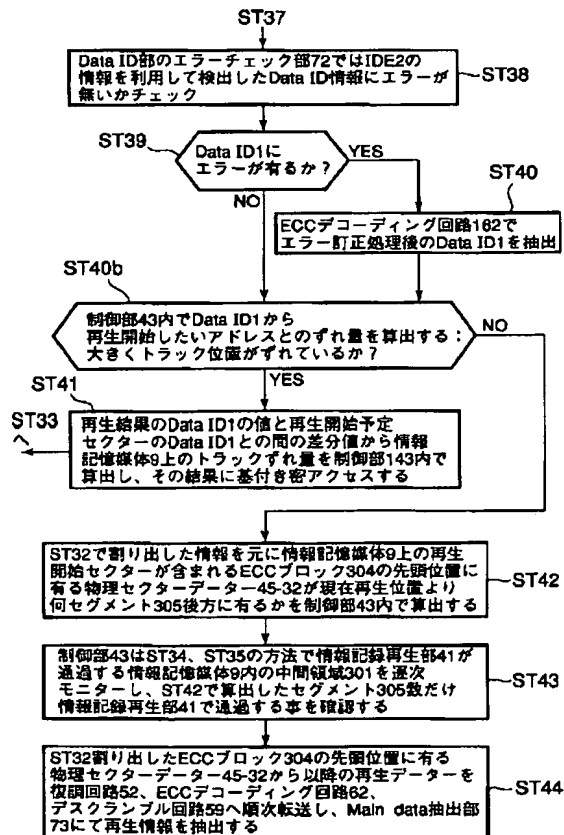 ST37
Data ID部のエラーチェック部72ではIDE2の
情報を利用して検出したData ID情報にエラーが
無いかチェック
ST38
ST39
Data ID1に
エラーが有るか？
YES
NO
ST40
ECCデコーディング回路162で
エラー訂正処理後のData ID1を抽出
ST40b
制御部43内でData ID1から
再生開始したいアドレスとのずれ量を算出する：
大きくトラック位置がずれているか？
NO
YES
ST41
ST33
へ
再生結果のData ID1の値と再生開始予定
セクターのData ID1との間の差分値から情報
記憶媒体9上のトラックずれ量を制御部143内で
算出し、その結果に基付き密アクセスする
ST32で割り出した情報を元に情報記憶媒体9上の再生
開始セクターが含まれるECCブロック304の先頭位置に
有る物理セクターデーター45-32が現在再生位置より
何セグメント305後方に有るかを制御部43内で算出する
ST42
制御部43はST34、ST35の方法で情報記録再生部41が
通過する情報記憶媒体9内の中間領域301を逐次
モニターし、ST42で算出したセグメント305数だけ
情報記録再生部41で通過する事を確認する
ST43
ST32割り出したECCブロック304の先頭位置に有る
物理セクターデーター45-32から以降の再生データーを
復調回路52、ECCデコーディング回路62、
デスクランブル回路59へ順次転送し、Main data抽出部
73にて再生情報を抽出する
ST44